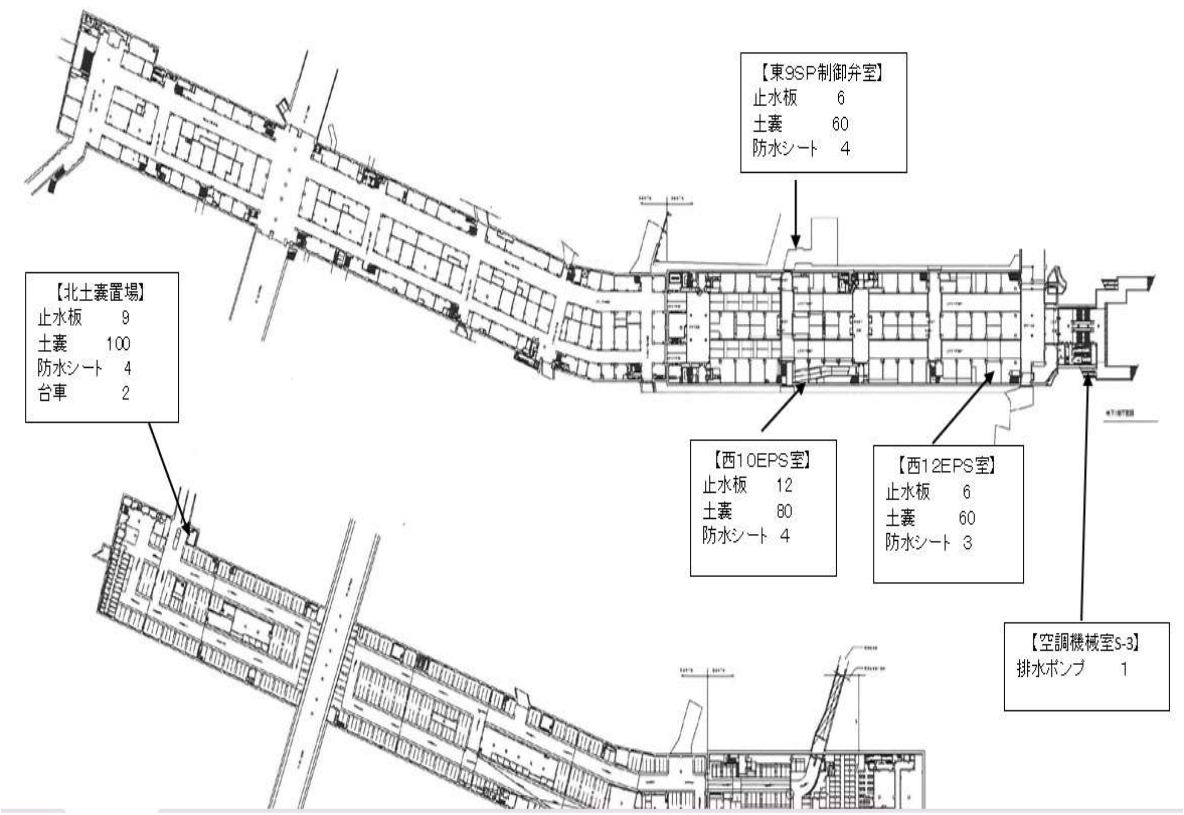 【東9SP制御弁室】
止水板 6
土嚢 60
防水シート 4
【北土嚢置場】
止水板 9
土嚢 100
防水シート 4
台車 2
【西10EPS室】
止水板 12
土嚢 80
防水シート 4
【西12EPS室】
止水板 6
土嚢 60
防水シート 3
【空調機械室S-3】
排水ポンプ 1